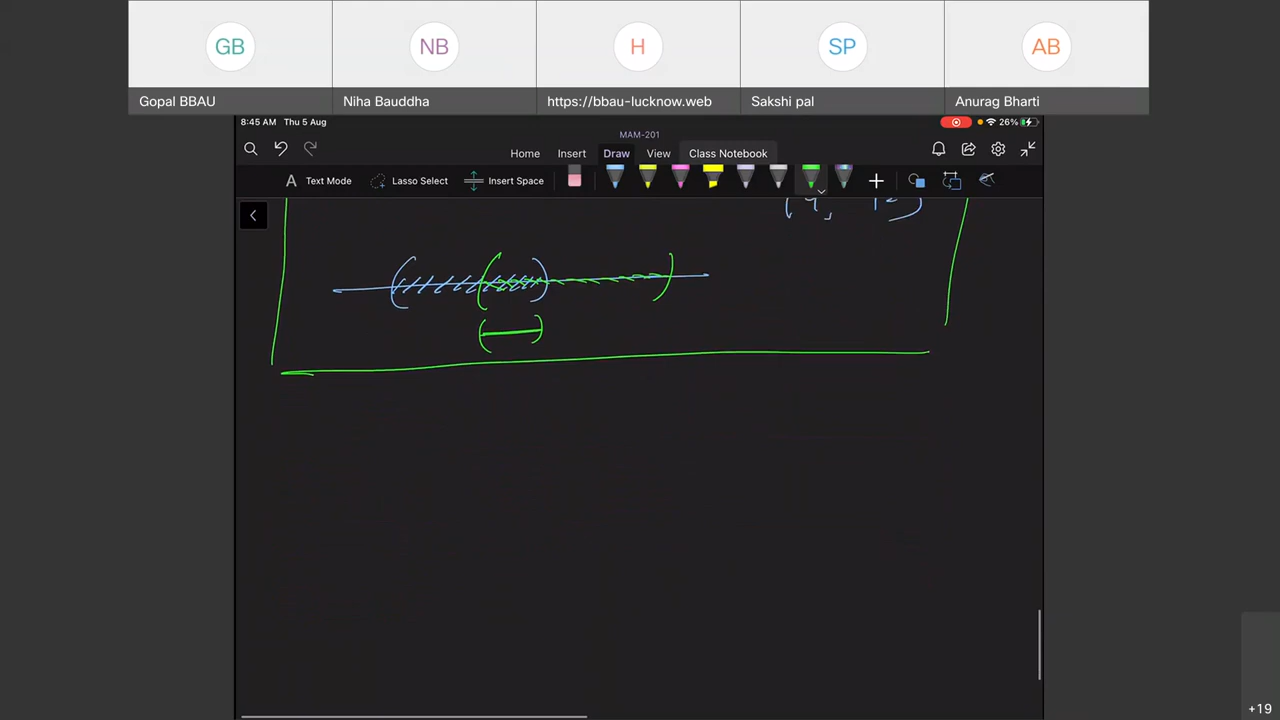 GB NB H SP AB
Gopal BBAU Niha Bauddha https://bbau-lucknow.web Sakshi pal Anurag Bharti
8:45 AM Thu 5 Aug 26%
MAM-201
Home Insert Draw View Class Notebook
A Text Mode Lasso Select Insert Space
+19